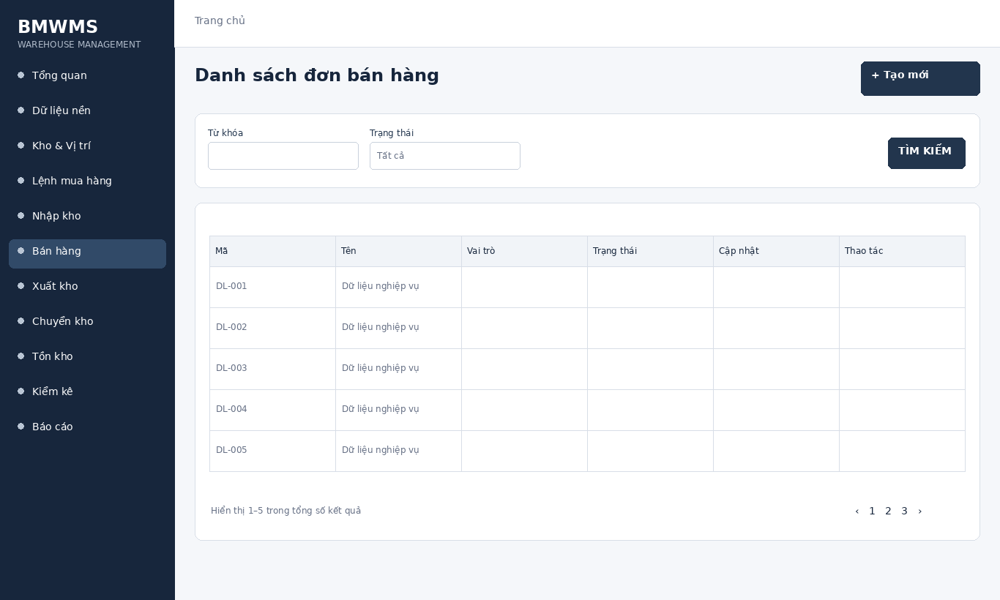 BMWMS
WAREHOUSE MANAGEMENT
Tổng quan
Dữ liệu nền
Kho & Vị trí
Lệnh mua hàng
Nhập kho
Bán hàng
Xuất kho
Chuyển kho
Tồn kho
Kiểm kê
Báo cáo
Trang chủ
Danh sách đơn bán hàng
+ Tạo mới
Từ khóa
Trạng thái
Tất cả
TÌM KIẾM
Mã Tên Vai trò Trạng thái Cập nhật Thao tác
DL-001 Dữ liệu nghiệp vụ
DL-002 Dữ liệu nghiệp vụ
DL-003 Dữ liệu nghiệp vụ
DL-004 Dữ liệu nghiệp vụ
DL-005 Dữ liệu nghiệp vụ
Hiển thị 1–5 trong tổng số kết quả
‹ 1 2 3 ›